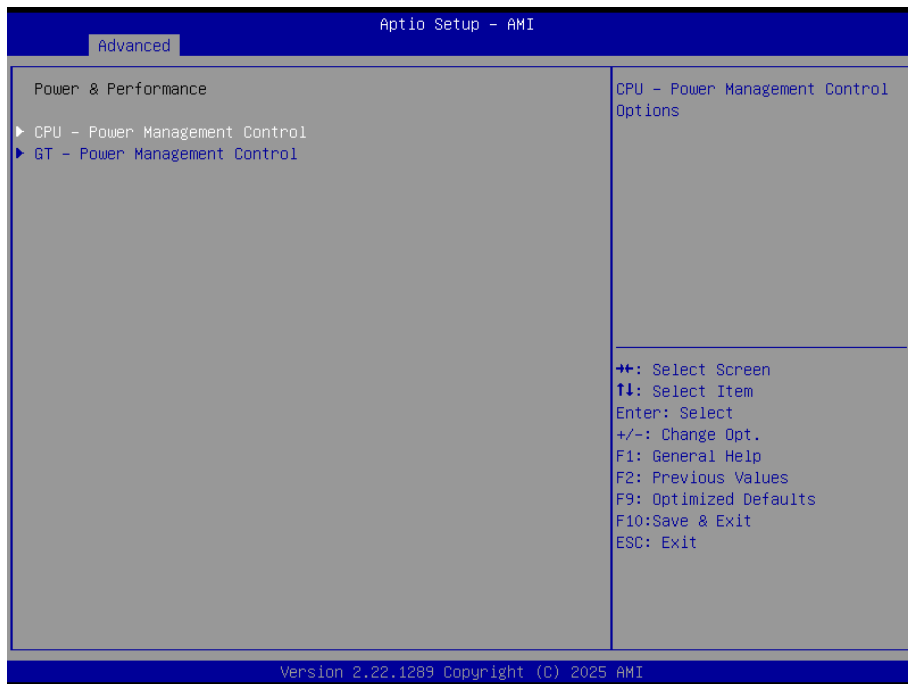 Aptio Setup – AMI
Advanced
Power & Performance
CPU – Power Management Control
GT – Power Management Control
CPU – Power Management Control
Options
→←: Select Screen
↑↓: Select Item
Enter: Select
+/-: Change Opt.
F1: General Help
F2: Previous Values
F9: Optimized Defaults
F10:Save & Exit
ESC: Exit
Version 2.22.1289 Copyright (C) 2025 AMI